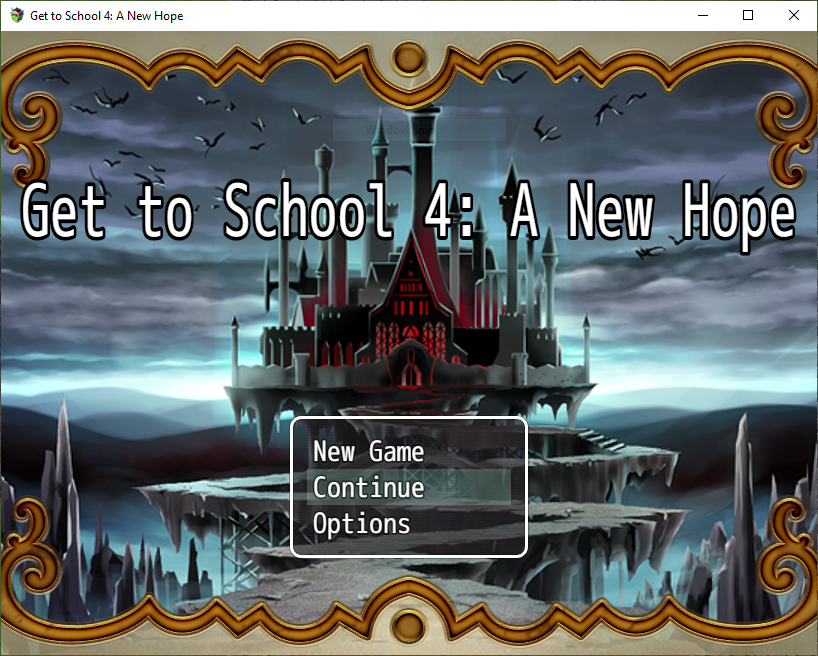 Get to School 4: A New Hope
Get to School 4: A New Hope
New Game
Continue
Options